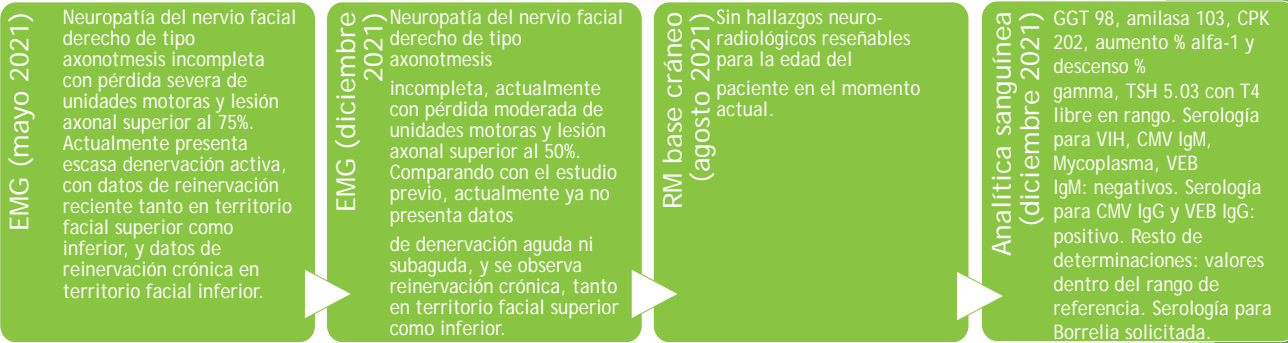 EMG (mayo 2021)
Neuropatía del nervio facial
derecho de tipo
axonotmesis incompleta
con pérdida severa de
unidades motoras y lesión
axonal superior al 75%.
Actualmente presenta
escasa denervación activa,
con datos de reinervación
reciente tanto en territorio
facial superior como
inferior, y datos de
reinervación crónica en
territorio facial inferior.
EMG (diciembre
2021)
Neuropatía del nervio facial
derecho de tipo
axonotmesis
incompleta, actualmente
con pérdida moderada de
unidades motoras y lesión
axonal superior al 50%.
Comparando con el estudio
previo, actualmente ya no
presenta datos
de denervación aguda ni
subaguda, y se observa
reinervación crónica, tanto
en territorio facial superior
como inferior.
RM base cráneo
(agosto 2021)
Sin hallazgos neuro-
radiológicos reseñables
para la edad del
paciente en el momento
actual.
Analítica sanguínea
(diciembre 2021)
GGT 98, amilasa 103, CPK
202, aumento % alfa-1 y
descenso %
gamma, TSH 5.03 con T4
libre en rango. Serología
para VIH, CMV IgM,
Mycoplasma, VEB
IgM: negativos. Serología
para CMV IgG y VEB IgG:
positivo. Resto de
determinaciones: valores
dentro del rango de
referencia. Serología para
Borrelia solicitada.